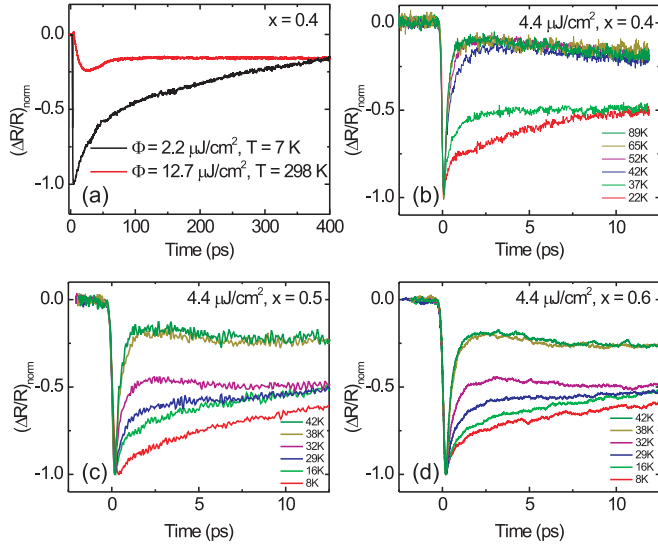 x = 0.4
0.0
-0.5
-1.0
(ΔR/R)norm
Φ = 2.2 μJ/cm², T = 7 K
Φ = 12.7 μJ/cm², T = 298 K
(a)
0 100 200 300 400
Time (ps)
4.4 μJ/cm², x = 0.4
0.0
-0.5
-1.0
(ΔR/R)norm
89K
65K
52K
42K
37K
22K
(b)
0 5 10
Time (ps)
4.4 μJ/cm², x = 0.5
0.0
-0.5
-1.0
(ΔR/R)norm
42K
38K
32K
29K
16K
8K
(c)
0 5 10
Time (ps)
4.4 μJ/cm², x = 0.6
0.0
-0.5
-1.0
(ΔR/R)norm
42K
38K
32K
29K
16K
8K
(d)
0 5 10
Time (ps)